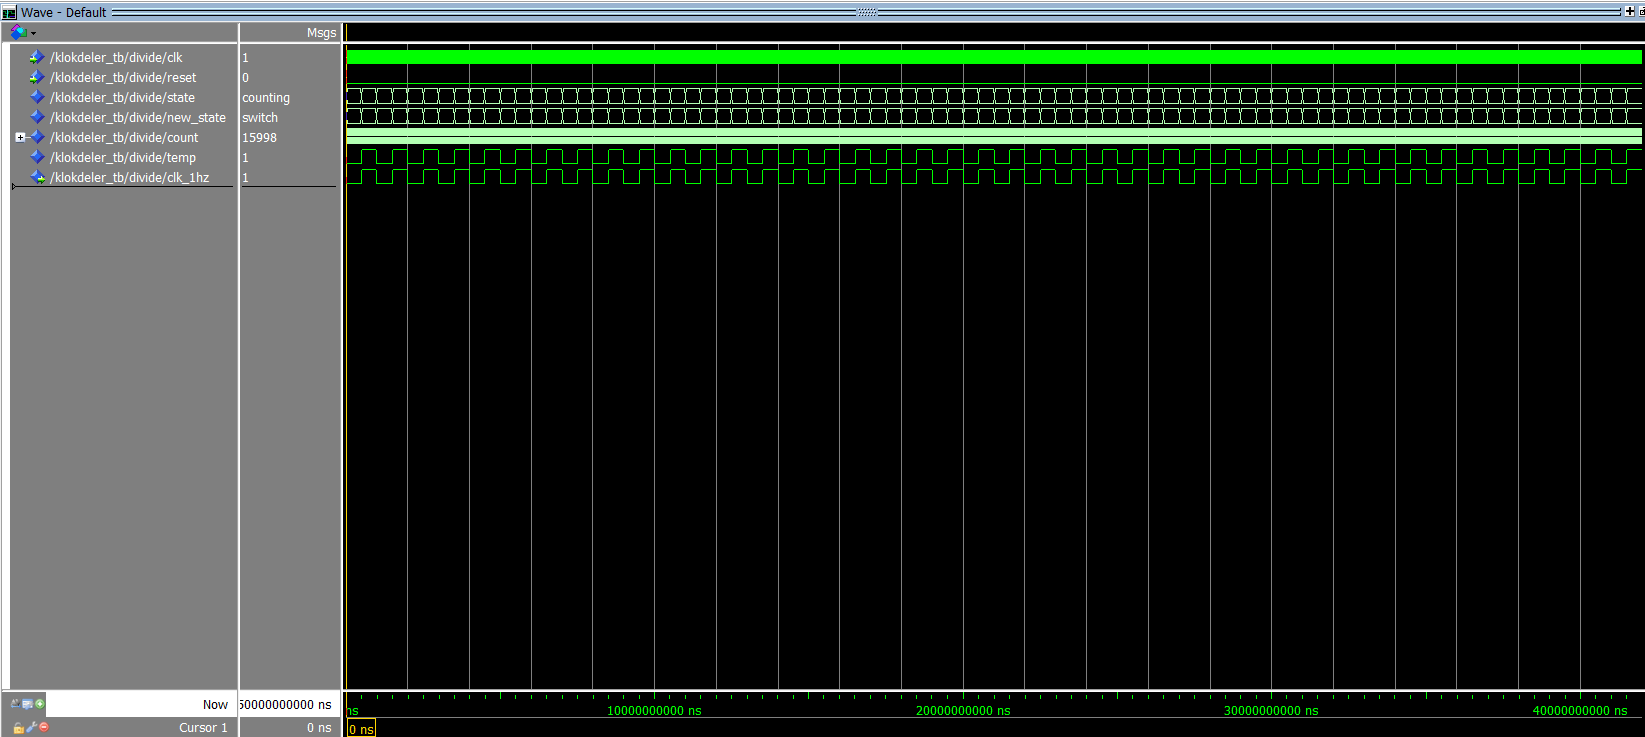 Wave - Default
Msgs
/klokdeler_tb/divide/clk 1
/klokdeler_tb/divide/reset 0
/klokdeler_tb/divide/state counting
/klokdeler_tb/divide/new_state switch
/klokdeler_tb/divide/count 15998
/klokdeler_tb/divide/temp 1
/klokdeler_tb/divide/clk_1hz 1
Now 50000000000 ns
ns 10000000000 ns 20000000000 ns 30000000000 ns 40000000000 ns
Cursor 1 0 ns 0 ns